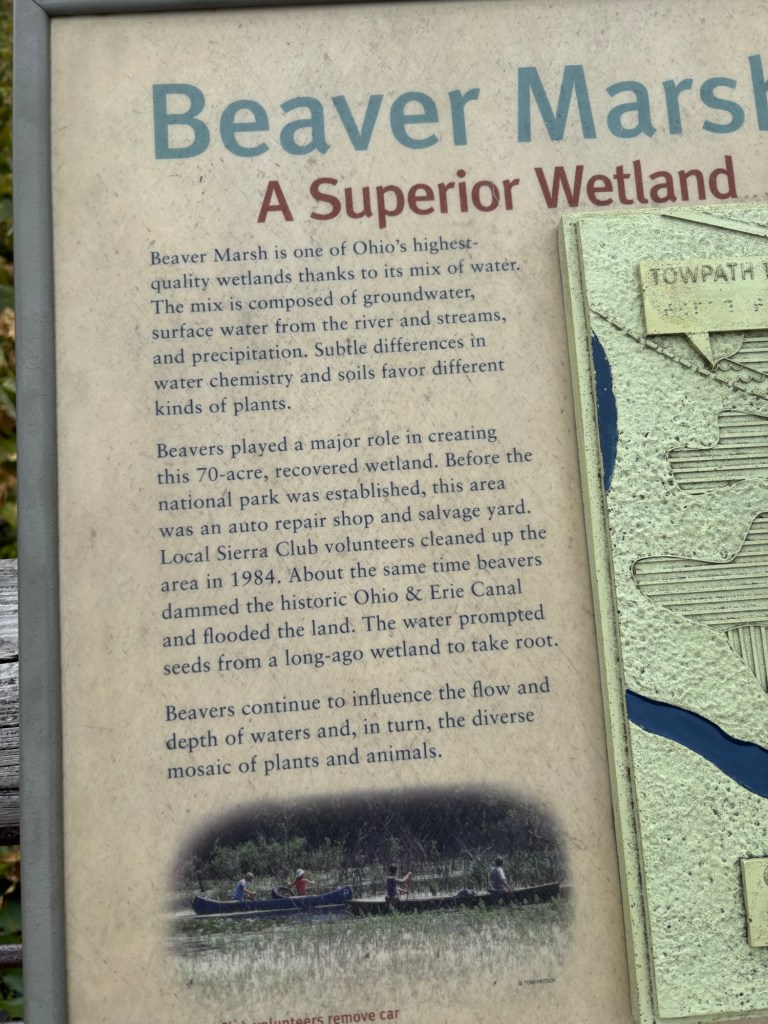 Beaver Marsh
A Superior Wetland
Beaver Marsh is one of Ohio's highest-
quality wetlands thanks to its mix of water.
The mix is composed of groundwater,
surface water from the river and streams,
and precipitation. Subtle differences in
water chemistry and soils favor different
kinds of plants.
Beavers played a major role in creating
this 70-acre, recovered wetland. Before the
national park was established, this area
was an auto repair shop and salvage yard.
Local Sierra Club volunteers cleaned up the
area in 1984. About the same time beavers
dammed the historic Ohio & Erie Canal
and flooded the land. The water prompted
seeds from a long-ago wetland to take root.
Beavers continue to influence the flow and
depth of waters and, in turn, the diverse
mosaic of plants and animals.
volunteers remove car
TOWPATH